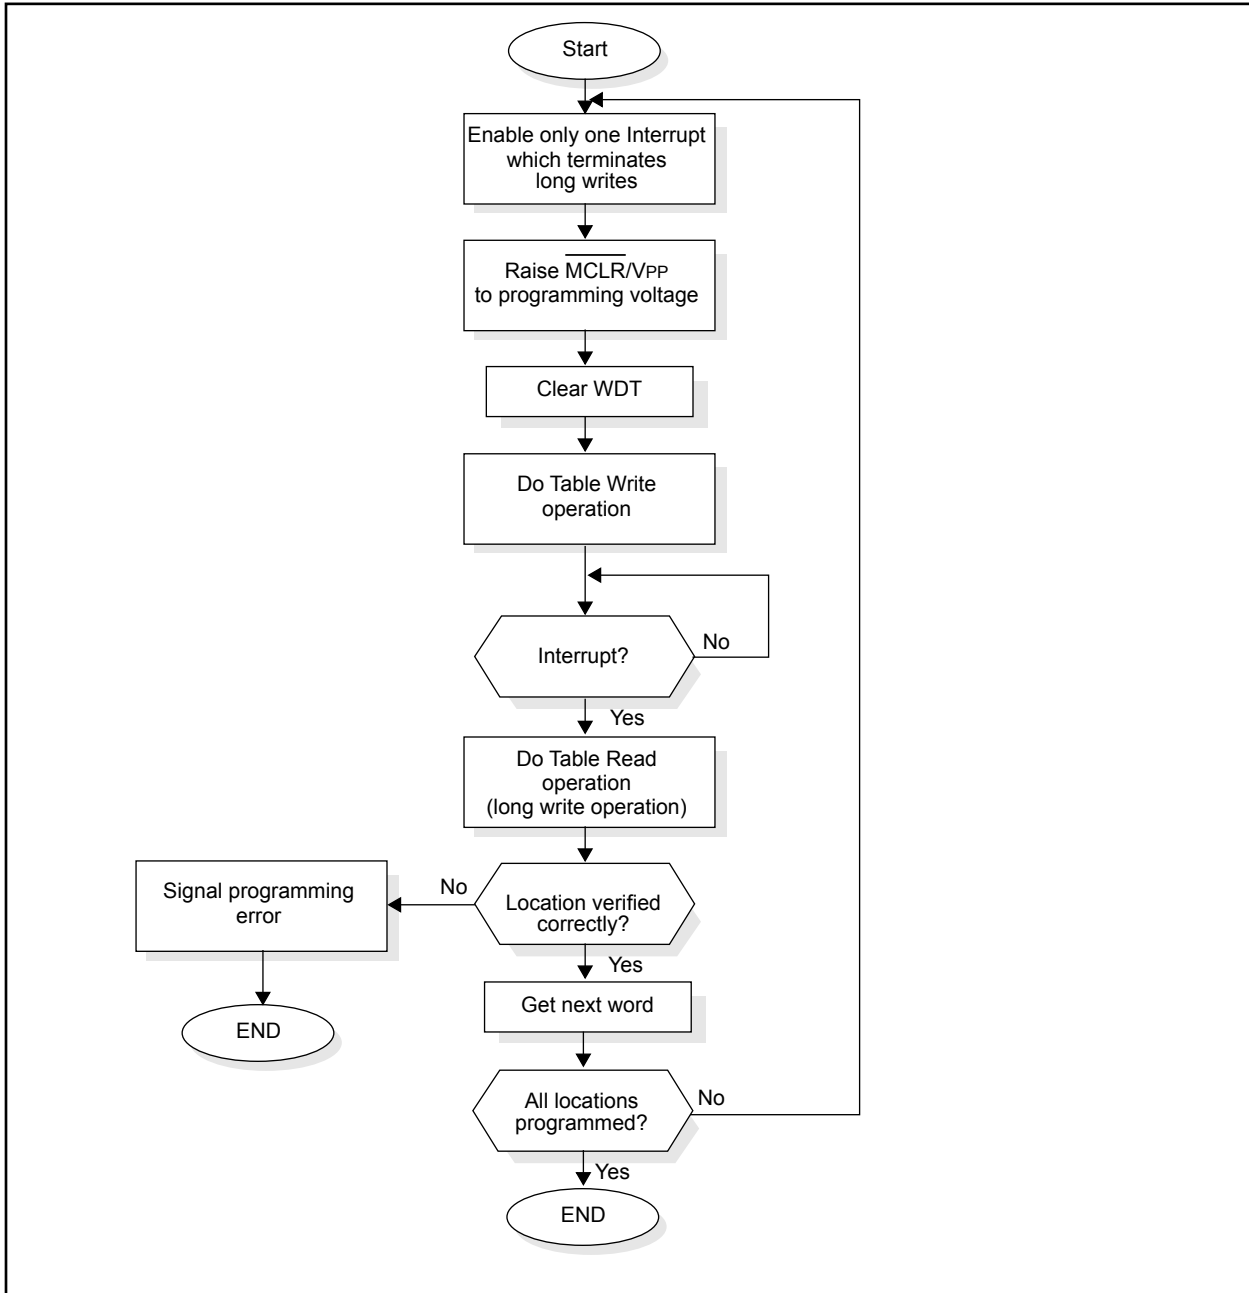 Start
Enable only one Interrupt
which terminates
long writes
Raise MCLR/VPP
to programming voltage
Clear WDT
Do Table Write
operation
Interrupt?
No
Yes
Do Table Read
operation
(long write operation)
Location verified
correctly?
No
Signal programming
error
END
Yes
Get next word
All locations
programmed?
No
Yes
END